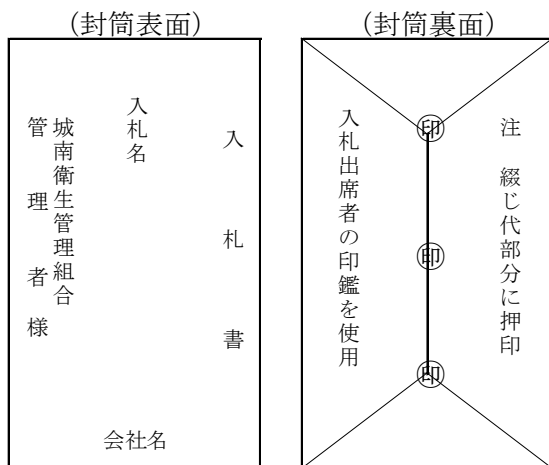 (封筒表面)
入札書
入札名
城南衛生管理組合
管理者様
会社名
(封筒裏面)
注 綴じ代部分に押印
印
印
印
入札出席者の印鑑を使用